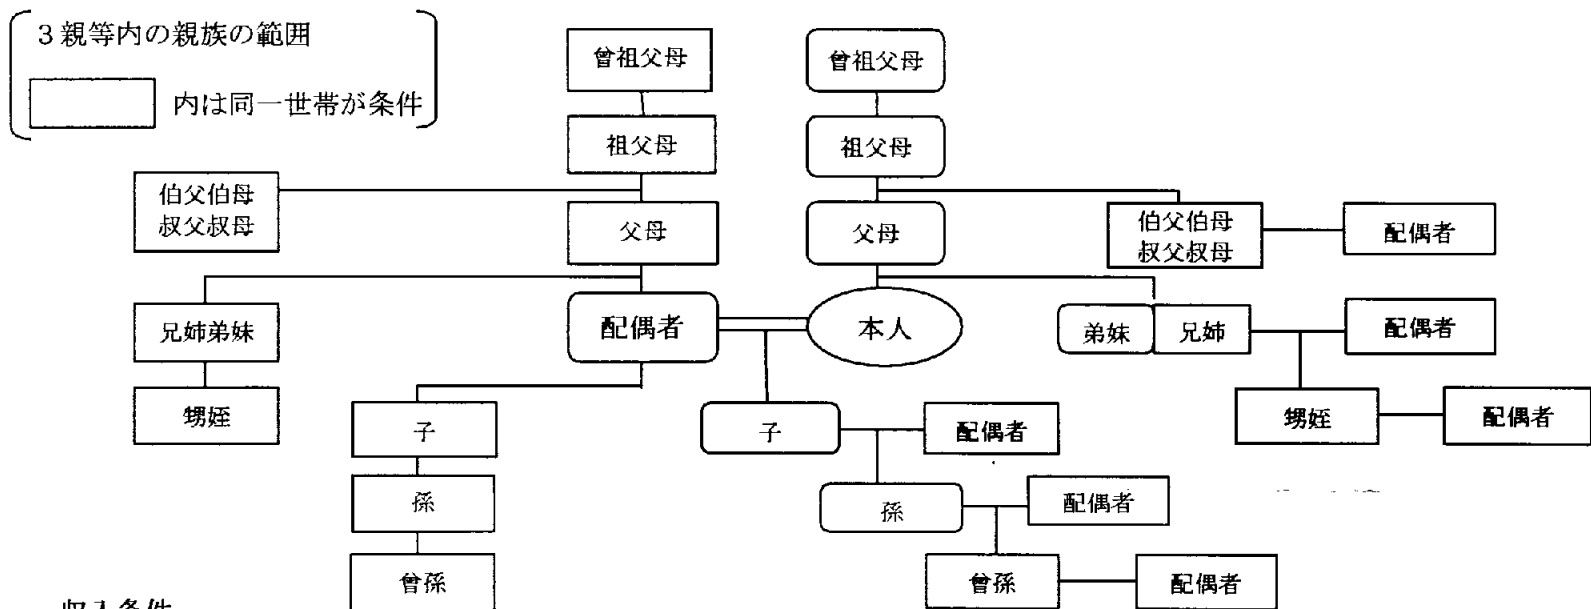 3親等内の親族の範囲
内は同一世帯が条件
曾祖父母
曾祖父母
祖父母
祖父母
伯父伯母
叔父叔母
父母
父母
伯父伯母
叔父叔母
配偶者
兄姉弟妹
配偶者
本人
弟妹
兄姉
配偶者
甥姪
子
子
配偶者
甥姪
配偶者
孫
孫
配偶者
曾孫
曾孫
配偶者
収入条件